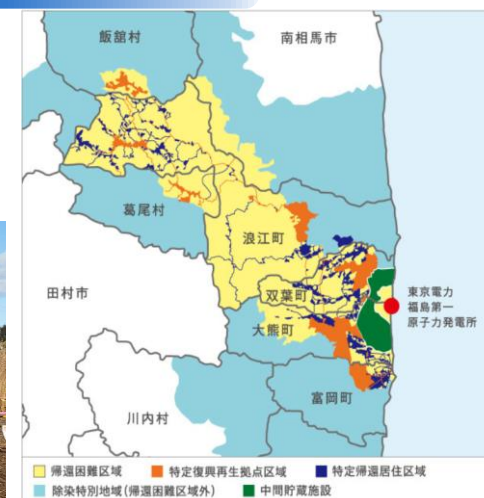 飯舘村
南相馬市
葛尾村
浪江町
田村市
双葉町
大熊町
東京電力
福島第一
原子力発電所
川内村
富岡町
帰還困難区域 特定復興再生拠点区域 特定帰還居住区域
除染特別地域(帰還困難区域外) 中間貯蔵施設